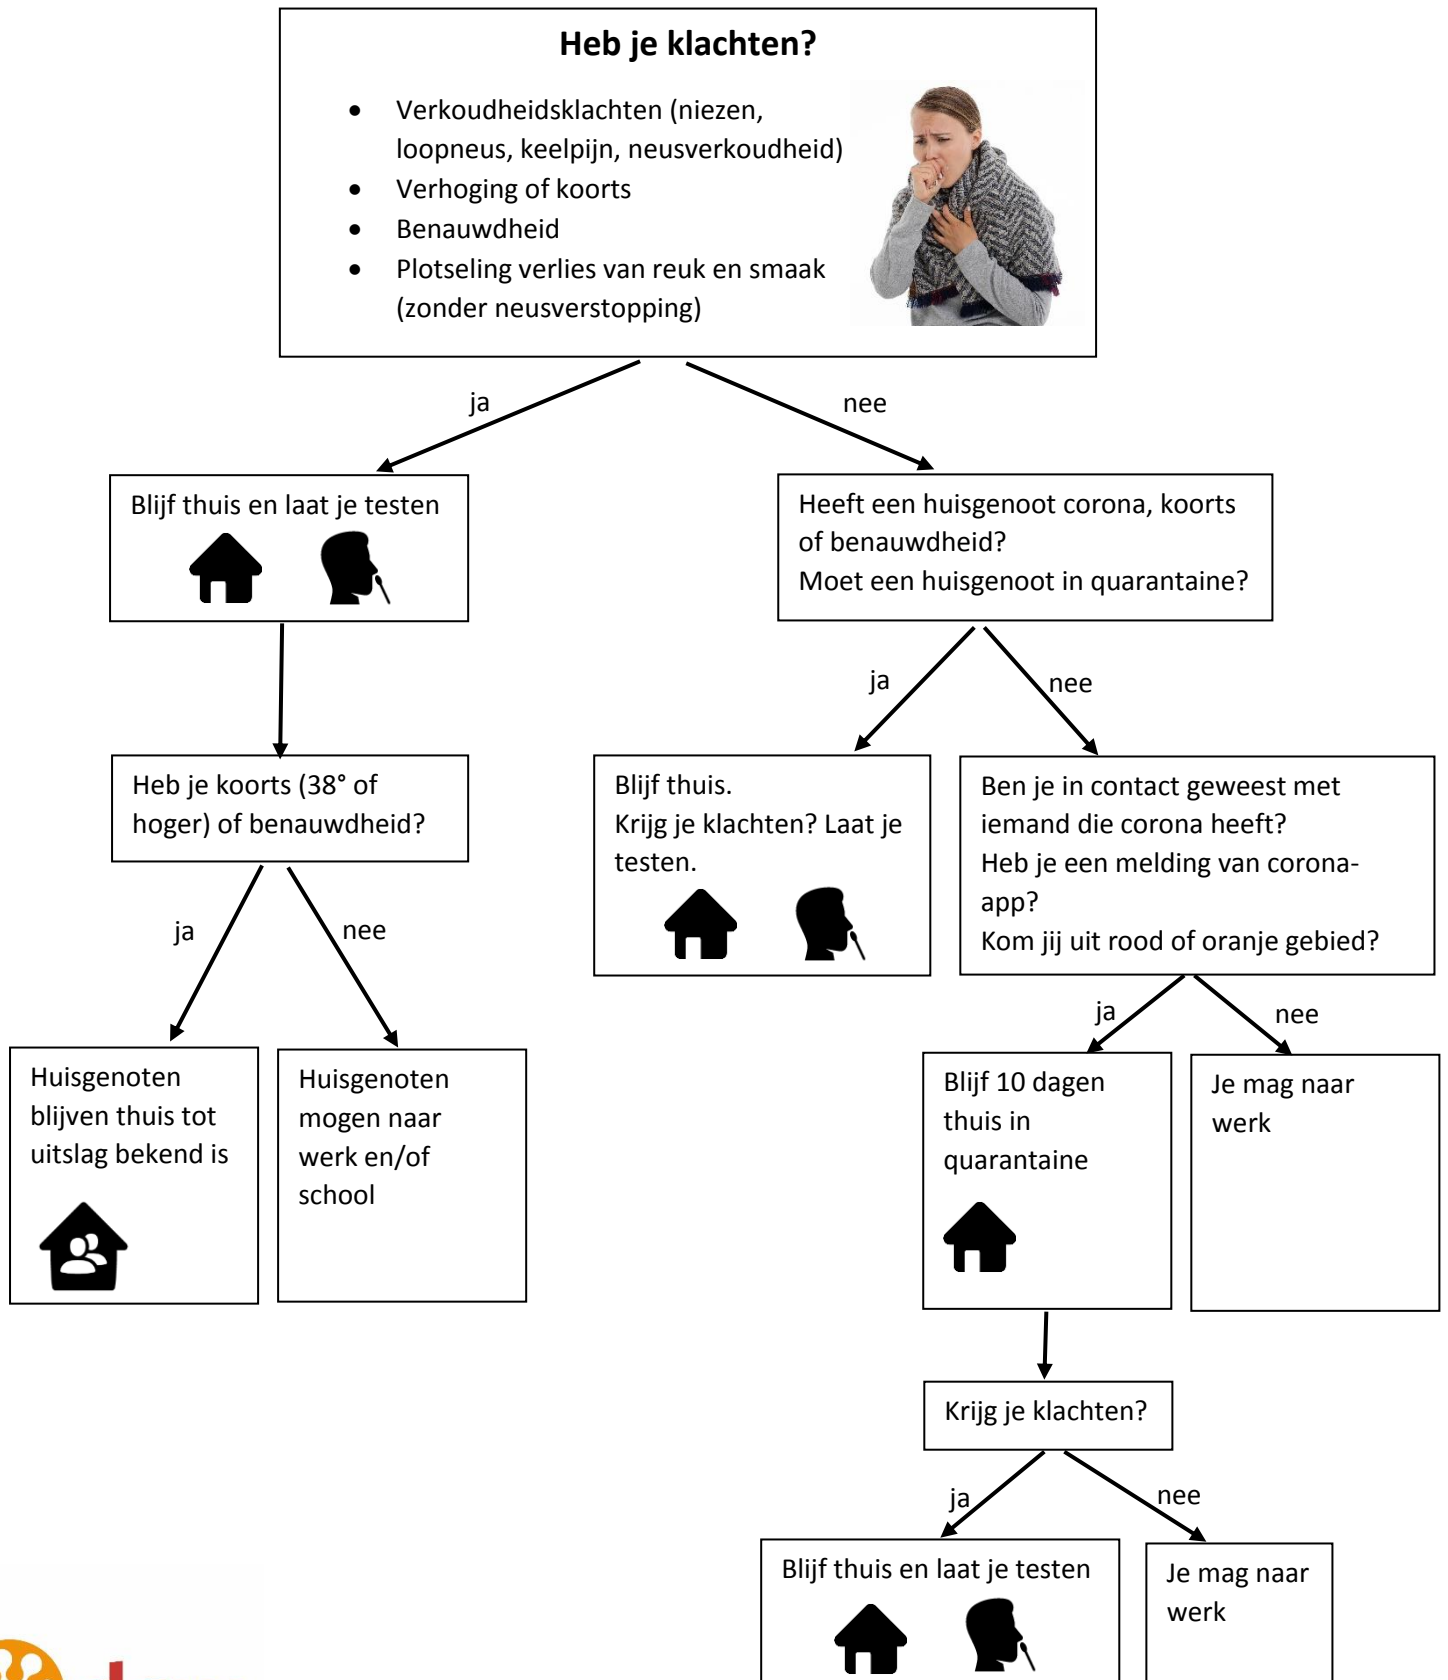 Heb je klachten?
• Verkoudheidsklachten (niezen,
loopneus, keelpijn, neusverkoudheid)
• Verhoging of koorts
• Benauwdheid
• Plotseling verlies van reuk en smaak
(zonder neusverstopping)
ja
nee
Blijf thuis en laat je testen
Heeft een huisgenoot corona, koorts
of benauwdheid?
Moet een huisgenoot in quarantaine?
ja
nee
Heb je koorts (38° of
hoger) of benauwdheid?
Blijf thuis.
Krijg je klachten? Laat je
testen.
Ben je in contact geweest met
iemand die corona heeft?
Heb je een melding van corona-
app?
Kom jij uit rood of oranje gebied?
ja
nee
ja
nee
Huisgenoten
blijven thuis tot
uitslag bekend is
Huisgenoten
mogen naar
werk en/of
school
Blijf 10 dagen
thuis in
quarantaine
Je mag naar
werk
Krijg je klachten?
ja
nee
Blijf thuis en laat je testen
Je mag naar
werk